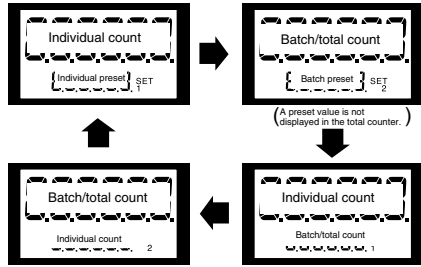 Individual count
Individual preset SET
1
Batch/total count
Batch preset SET
2
(A preset value is not
displayed in the total counter.)
Batch/total count
Individual count
2
Individual count
Batch/total count
1